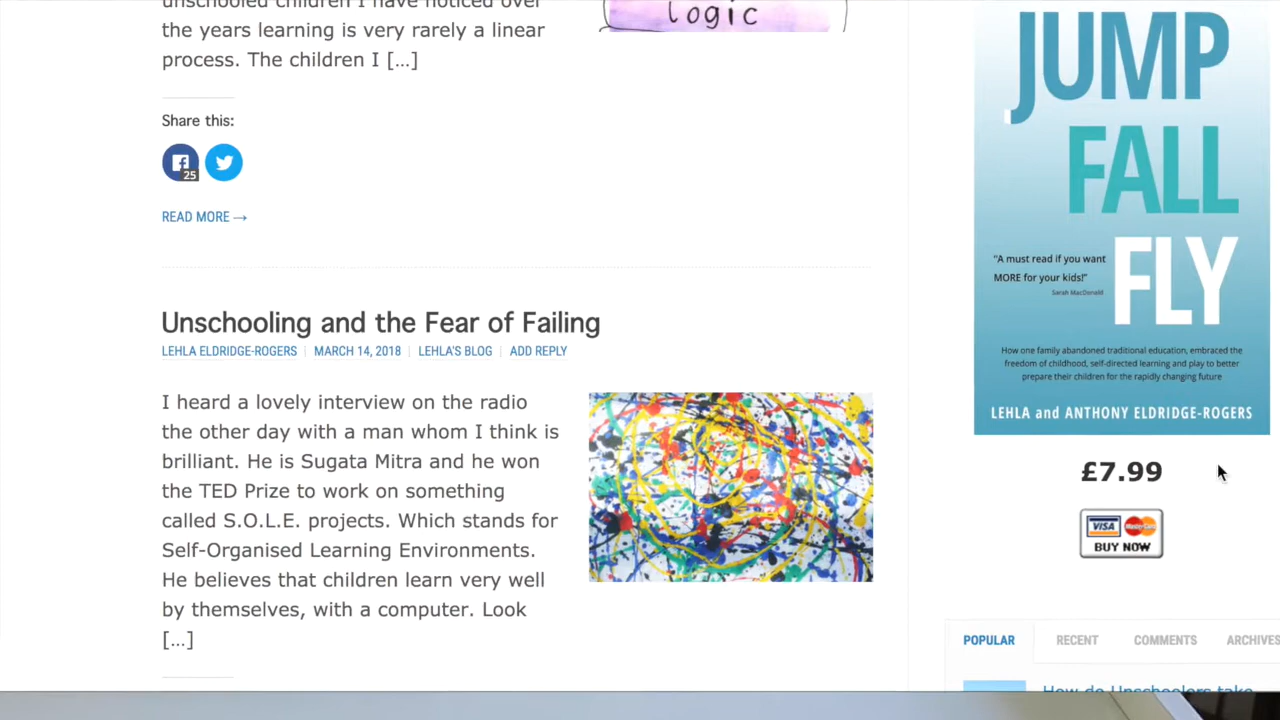 unschooled children I have noticed over
the years learning is very rarely a linear
process. The children I [...]
logic
Share this:
25
READ MORE →
Unschooling and the Fear of Failing
LEHLA ELDRIDGE-ROGERS MARCH 14, 2018 LEHLA'S BLOG ADD REPLY
I heard a lovely interview on the radio
the other day with a man whom I think is
brilliant. He is Sugata Mitra and he won
the TED Prize to work on something
called S.O.L.E. projects. Which stands for
Self-Organised Learning Environments.
He believes that children learn very well
by themselves, with a computer. Look
[...]
JUMP
FALL
FLY
"A must read if you want
MORE for your kids!"
Sarah MacDonald
How one family abandoned traditional education, embraced the
freedom of childhood, self-directed learning and play to better
prepare their children for the rapidly changing future
LEHLA and ANTHONY ELDRIDGE-ROGERS
£7.99
VISA MasterCard
BUY NOW
POPULAR RECENT COMMENTS ARCHIVES
How do Unschoolers take